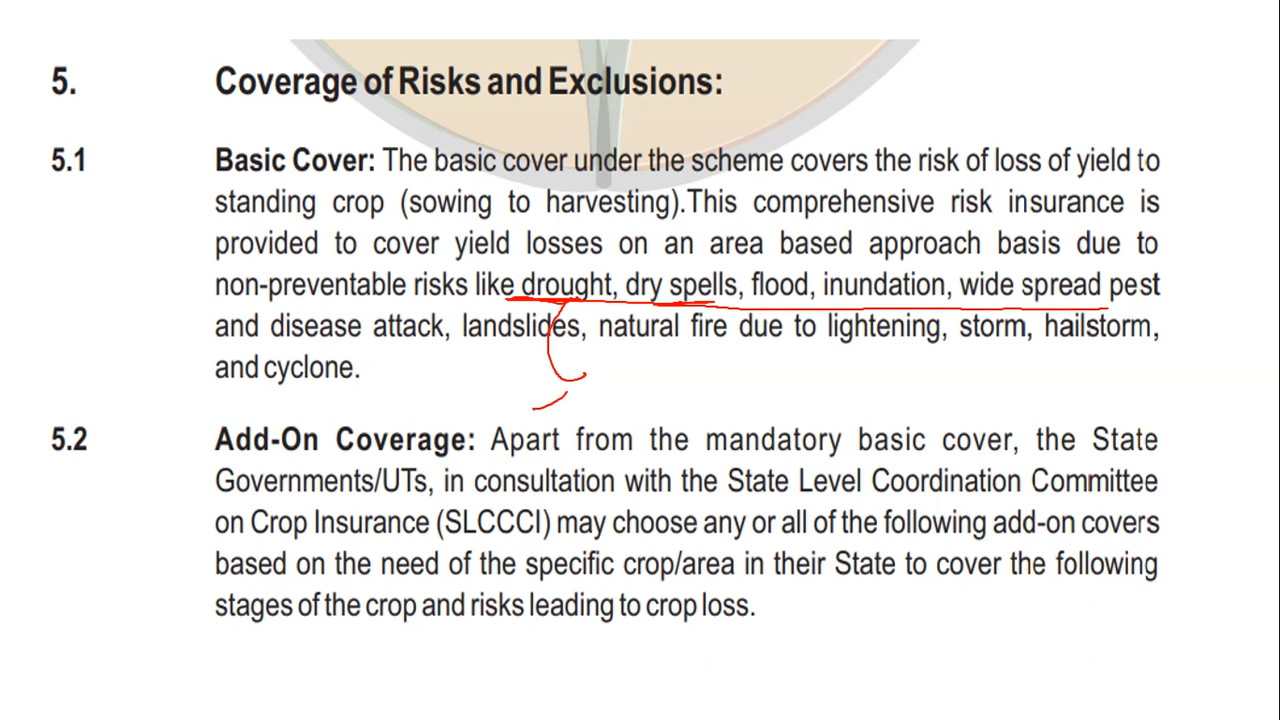 5. Coverage of Risks and Exclusions:
5.1 Basic Cover: The basic cover under the scheme covers the risk of loss of yield to
standing crop (sowing to harvesting).This comprehensive risk insurance is
provided to cover yield losses on an area based approach basis due to
non-preventable risks like drought, dry spells, flood, inundation, wide spread pest
and disease attack, landslides, natural fire due to lightening, storm, hailstorm,
and cyclone.
5.2 Add-On Coverage: Apart from the mandatory basic cover, the State
Governments/UTs, in consultation with the State Level Coordination Committee
on Crop Insurance (SLCCCI) may choose any or all of the following add-on covers
based on the need of the specific crop/area in their State to cover the following
stages of the crop and risks leading to crop loss.